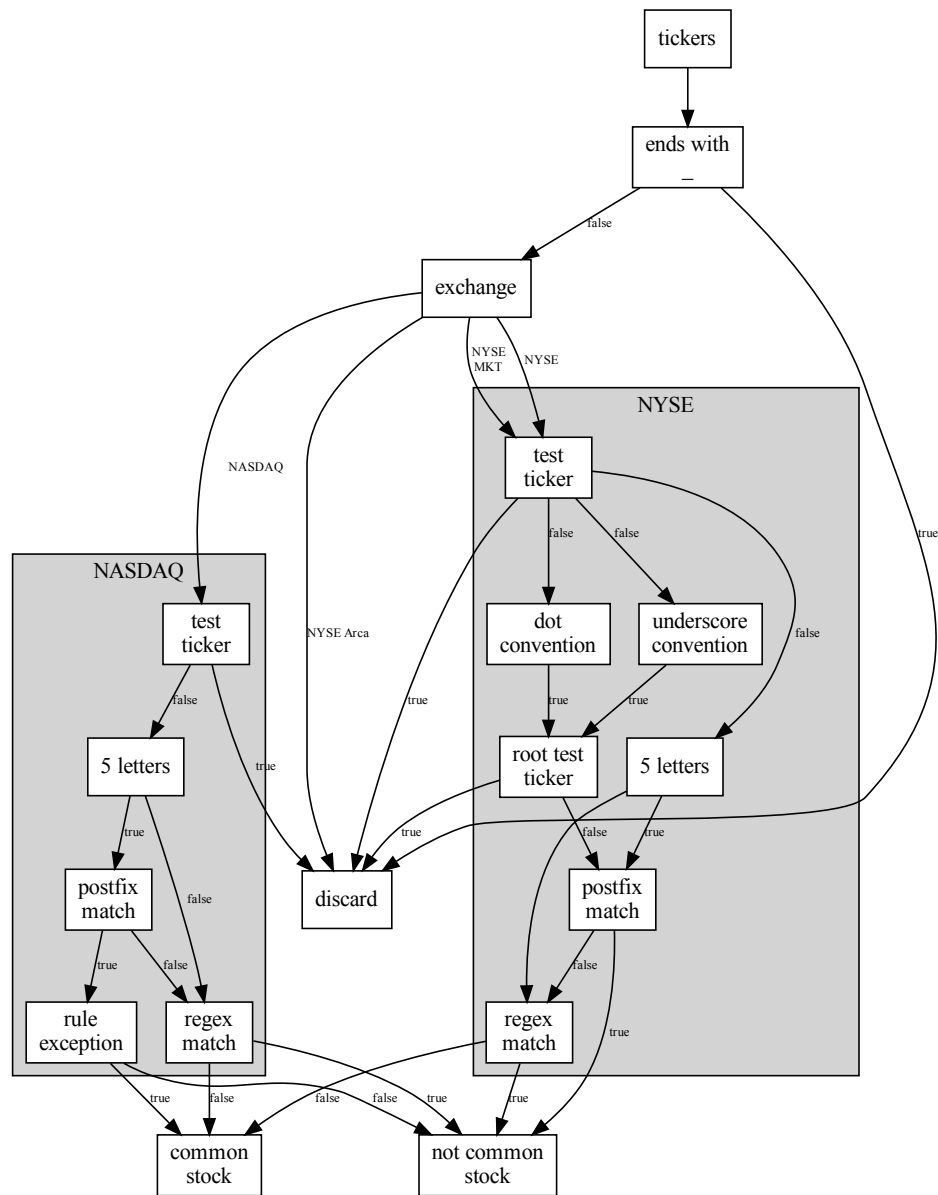 tickers
ends with
_
false
exchange
NYSE
MKT
NYSE
NYSE
NASDAQ
test
ticker
true
false
false
NASDAQ
test
ticker
NYSE Arca
dot
convention
underscore
convention
false
false
true
true
true
5 letters
true
root test
ticker
5 letters
true
true
false
true
postfix
match
false
discard
postfix
match
true
false
false
rule
exception
regex
match
regex
match
true
true
false
false
true
false
true
common
stock
not common
stock